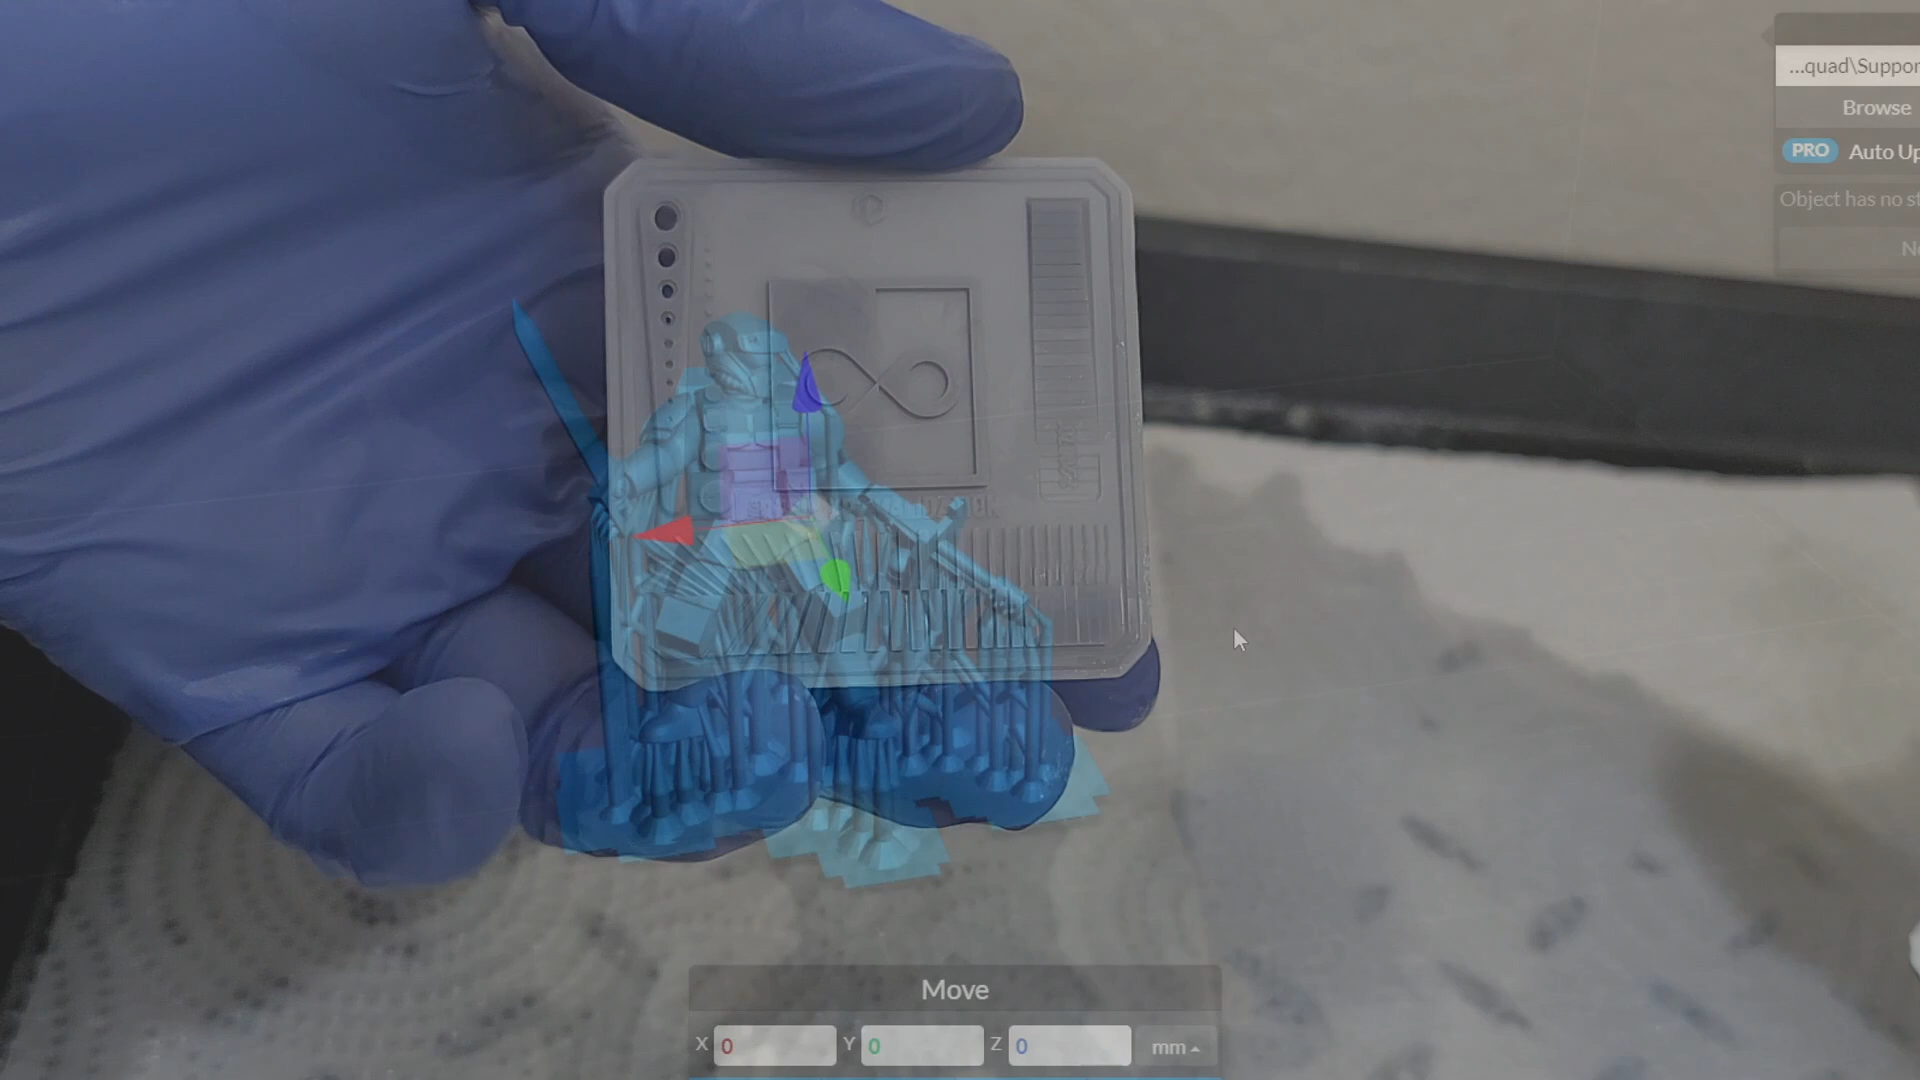 ...quad\Suppor
Browse
PRO Auto Up
Object has no st
Move
X 0 Y 0 Z 0 mm